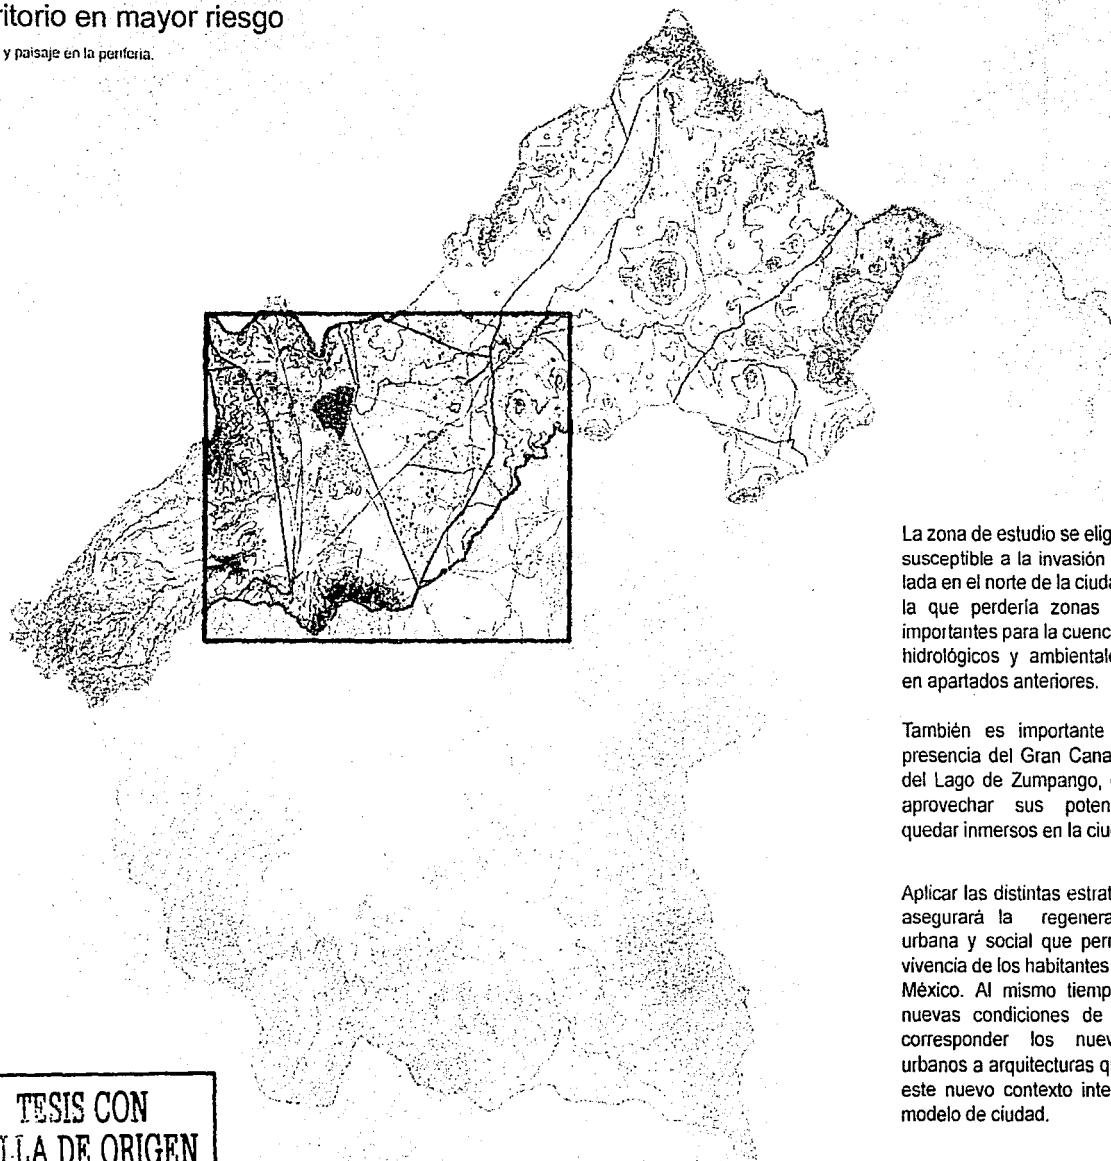 ritorio en mayor riesgo
y paisaje en la periferia.
La zona de estudio se elig
susceptible a la invasión
lada en el norte de la ciuda
la que perdería zonas
importantes para la cuenc
hidrológicos y ambientale
en apartados anteriores.
También es importante
presencia del Gran Cana
del Lago de Zumpango,
aprovechar sus poten
quedar inmersos en la ciu
Aplicar las distintas estrat
asegurará la regenera
urbana y social que perr
vivencia de los habitantes
México. Al mismo tiemp
nuevas condiciones de
corresponder los nuev
urbanos a arquitecturas q
este nuevo contexto inte
modelo de ciudad.
TESIS CON
LLA DE ORIGEN